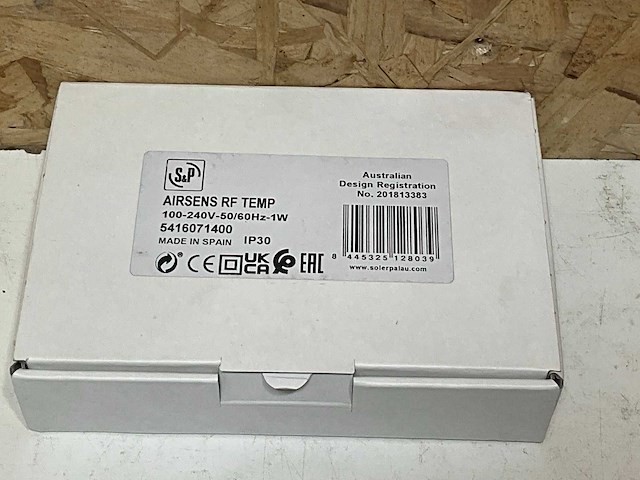 S&P
AIRSENS RF TEMP
100-240V-50/60Hz-1W
5416071400
MADE IN SPAIN IP30
CE UK CA EAC
Australian
Design Registration
No. 201813383
8 445325 128039
www.solerpalau.com